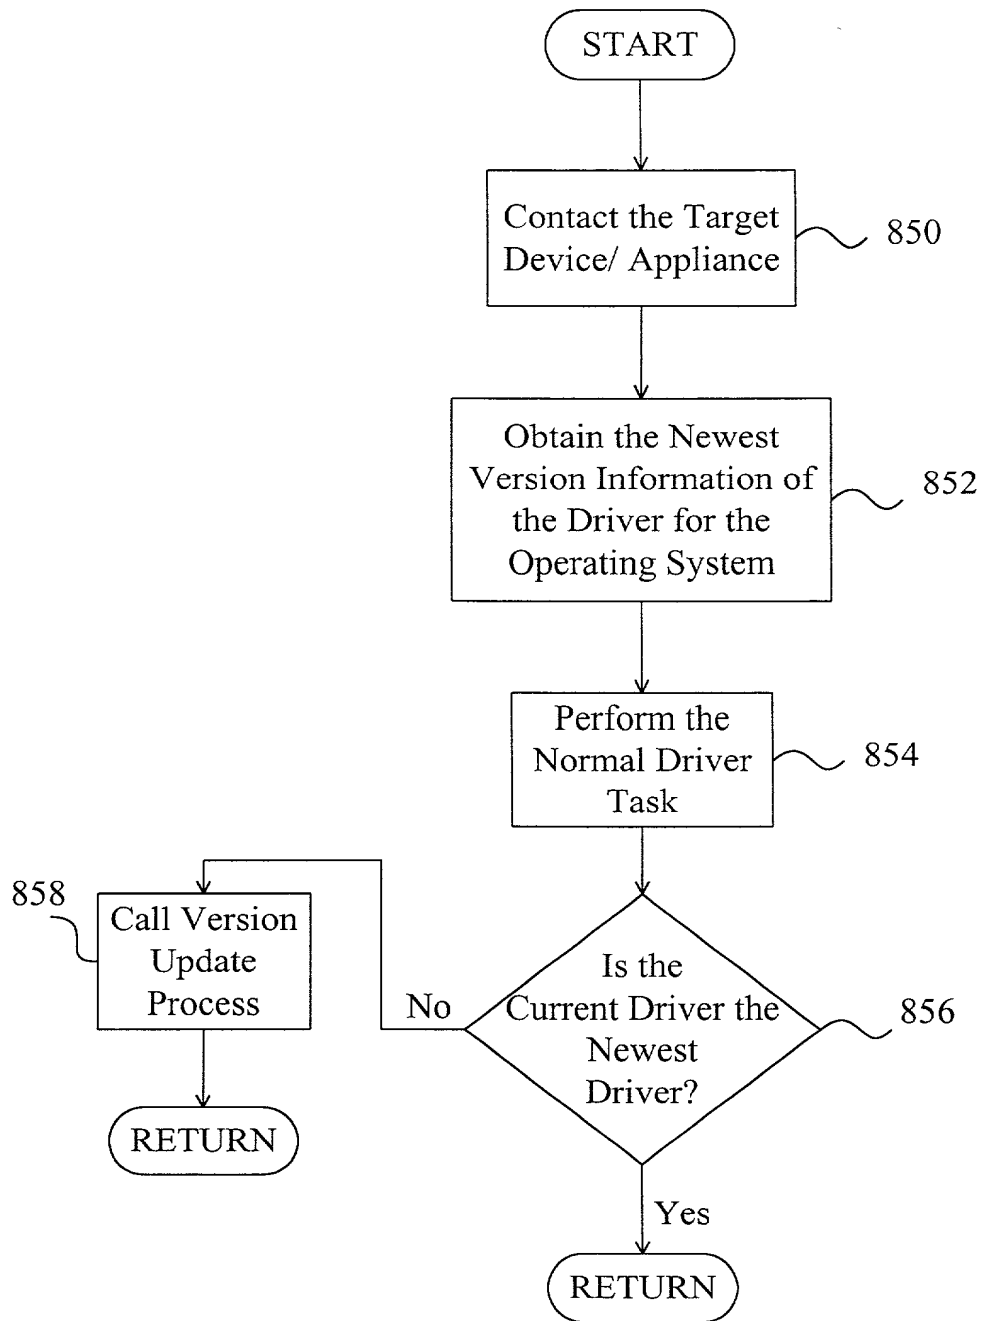 START
Contact the Target
Device/ Appliance
850
Obtain the Newest
Version Information of
the Driver for the
Operating System
852
Perform the
Normal Driver
Task
854
858
Call Version
Update
Process
No
Is the
Current Driver the
Newest
Driver?
856
RETURN
Yes
RETURN